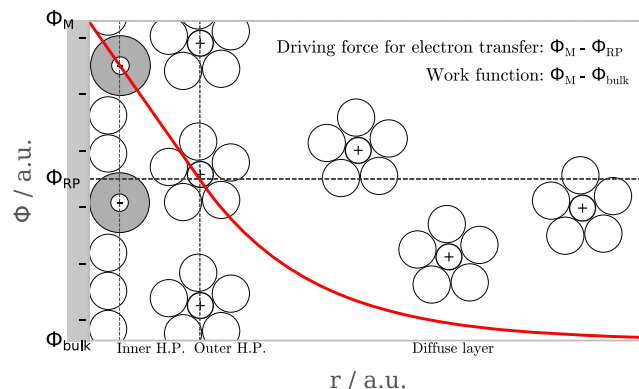 Φ_M
Driving force for electron transfer: Φ_M - Φ_RP
Work function: Φ_M - Φ_bulk
Φ_RP
Φ / a.u.
Φ_bulk
Inner H.P.
Outer H.P.
Diffuse layer
r / a.u.